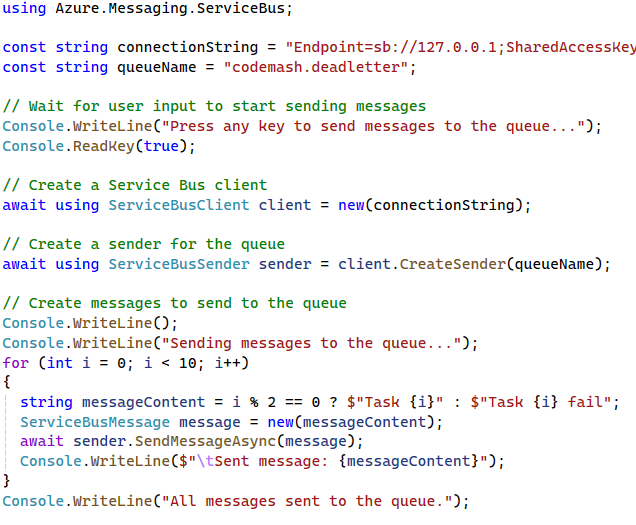 using Azure.Messaging.ServiceBus;
const string connectionString = "Endpoint=sb://127.0.0.1;SharedAccessKey
const string queueName = "codemash.deadletter";
// Wait for user input to start sending messages
Console.WriteLine("Press any key to send messages to the queue...");
Console.ReadKey(true);
// Create a Service Bus client
await using ServiceBusClient client = new(connectionString);
// Create a sender for the queue
await using ServiceBusSender sender = client.CreateSender(queueName);
// Create messages to send to the queue
Console.WriteLine();
Console.WriteLine("Sending messages to the queue...");
for (int i = 0; i < 10; i++)
{
  string messageContent = i % 2 == 0 ? $"Task {i}" : $"Task {i} fail";
  ServiceBusMessage message = new(messageContent);
  await sender.SendMessageAsync(message);
  Console.WriteLine($"\tSent message: {messageContent}");
}
Console.WriteLine("All messages sent to the queue.");